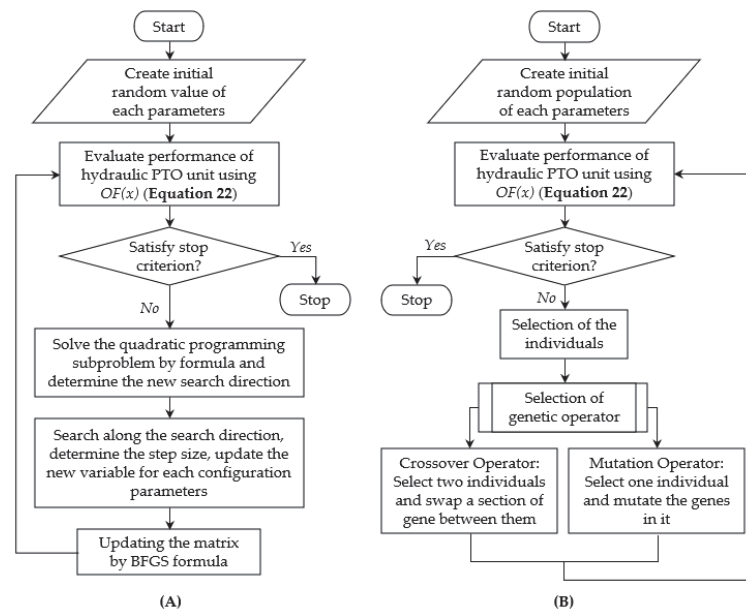 Start
Create initial
random value of
each parameters
Evaluate performance of
hydraulic PTO unit using
OF(x) (Equation 22)
Satisfy stop
criterion?
Yes
Stop
No
Solve the quadratic programming
subproblem by formula and
determine the new search direction
Search along the search direction,
determine the step size, update the
new variable for each configuration
parameters
Updating the matrix
by BFGS formula
(A)
Start
Create initial
random population
of each parameters
Evaluate performance of
hydraulic PTO unit using
OF(x) (Equation 22)
Satisfy stop
criterion?
Yes
Stop
No
Selection of the
individuals
Selection of
genetic operator
Crossover Operator:
Select two individuals
and swap a section of
gene between them
Mutation Operator:
Select one individual
and mutate the genes
in it
(B)